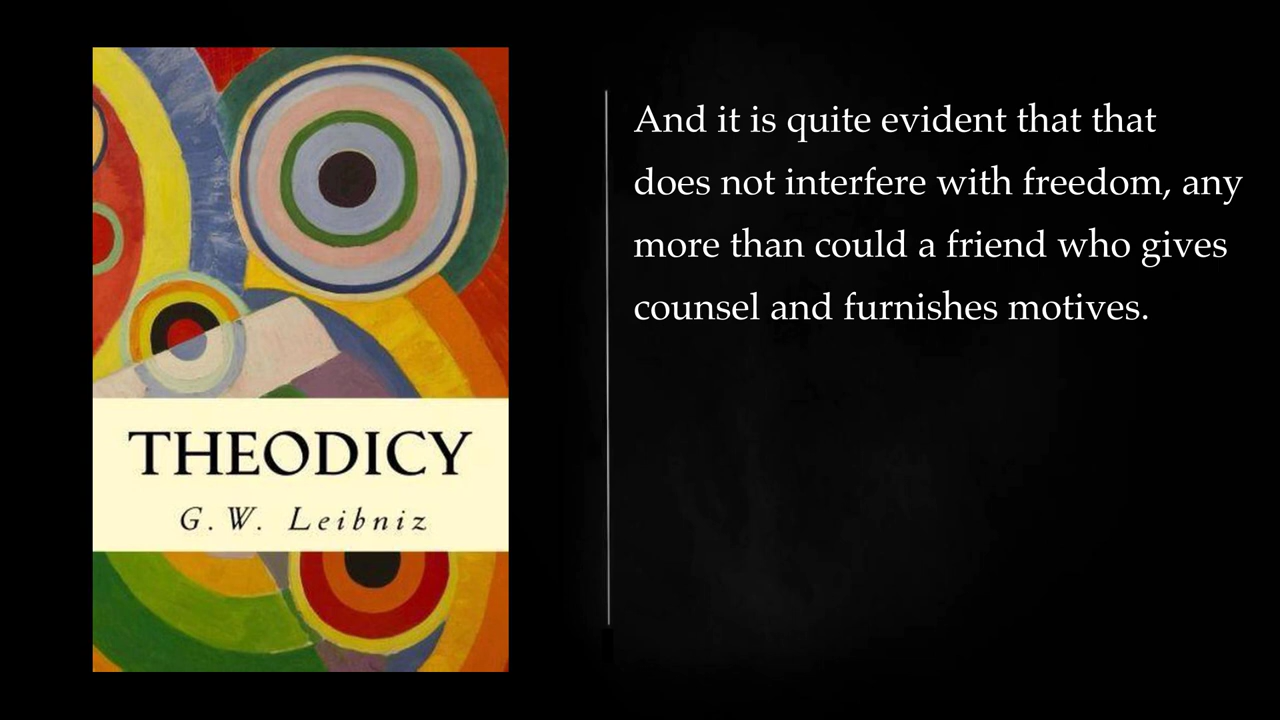 THEODICY
G. W. Leibniz
And it is quite evident that that
does not interfere with freedom, any
more than could a friend who gives
counsel and furnishes motives.